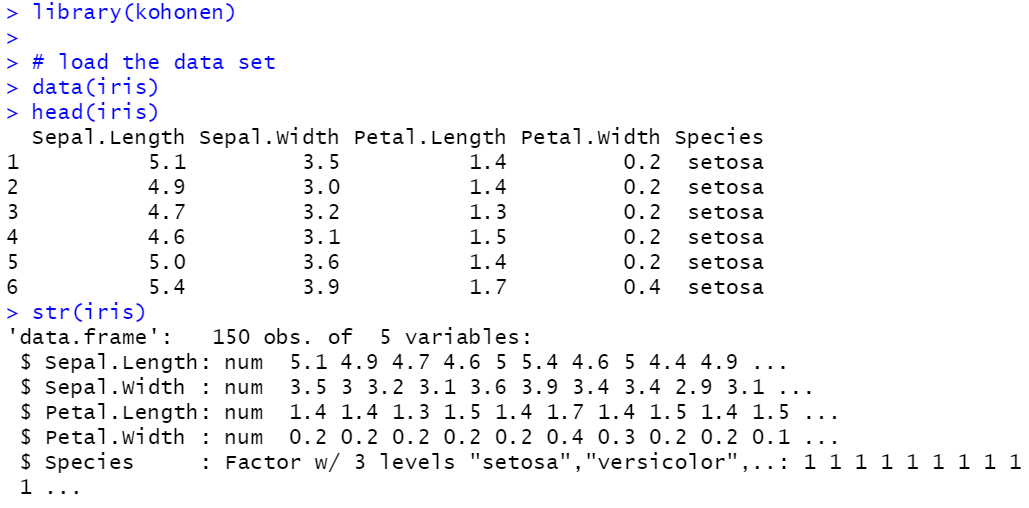 > library(kohonen)
>
> # load the data set
> data(iris)
> head(iris)
  Sepal.Length Sepal.Width Petal.Length Petal.Width Species
1          5.1         3.5          1.4         0.2  setosa
2          4.9         3.0          1.4         0.2  setosa
3          4.7         3.2          1.3         0.2  setosa
4          4.6         3.1          1.5         0.2  setosa
5          5.0         3.6          1.4         0.2  setosa
6          5.4         3.9          1.7         0.4  setosa
> str(iris)
'data.frame':   150 obs. of  5 variables:
 $ Sepal.Length: num  5.1 4.9 4.7 4.6 5 5.4 4.6 5 4.4 4.9 ...
 $ Sepal.Width : num  3.5 3 3.2 3.1 3.6 3.9 3.4 3.4 2.9 3.1 ...
 $ Petal.Length: num  1.4 1.4 1.3 1.5 1.4 1.7 1.4 1.5 1.4 1.5 ...
 $ Petal.Width : num  0.2 0.2 0.2 0.2 0.2 0.4 0.3 0.2 0.2 0.1 ...
 $ Species     : Factor w/ 3 levels "setosa","versicolor",..: 1 1 1 1 1 1 1 1 1
 1 ...